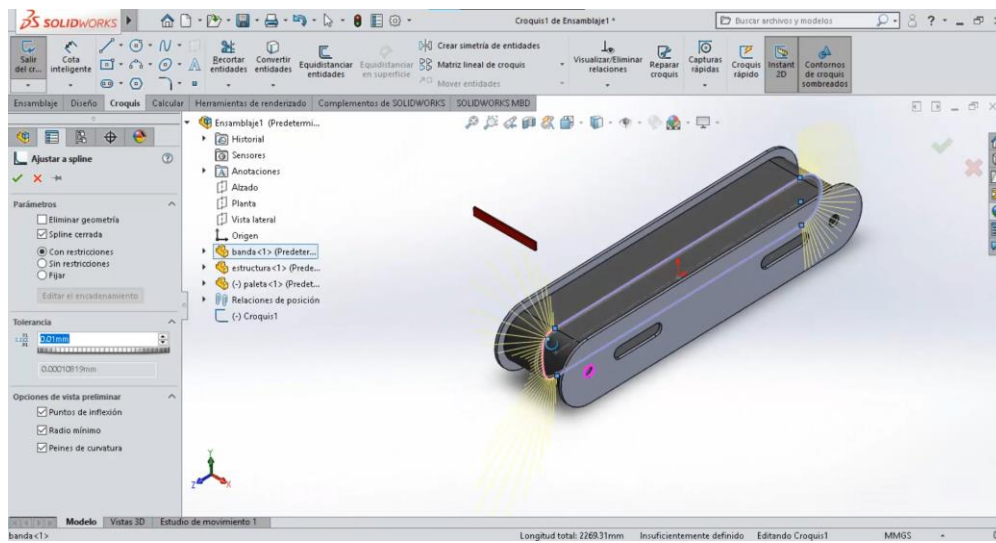 SOLIDWORKS
Croquis1 de Ensamblaje1 *
Buscar archivos y modelos
Salir del cr...
Cota inteligente
Recortar entidades
Convertir entidades
Equidistanciar entidades
Equidistanciar en superficie
Crear simetría de entidades
Matriz lineal de croquis
Mover entidades
Visualizar/Eliminar relaciones
Reparar croquis
Capturas rápidas
Croquis rápido
Instant 2D
Contornos de croquis sombreados
Ensamblaje Diseño Croquis Calcular Herramientas de renderizado Complementos de SOLIDWORKS SOLIDWORKS MBD
Ajustar a spline
Parámetros
Eliminar geometría
Spline cerrada
Con restricciones
Sin restricciones
Fijar
Editar el encadenamiento
Tolerancia
0.01mm
0.00010819mm
Opciones de vista preliminar
Puntos de inflexión
Radio mínimo
Peines de curvatura
Ensamblaje1 (Predetermi...
Historial
Sensores
Anotaciones
Alzado
Planta
Vista lateral
Origen
banda<1> (Predeter...
estructura<1> (Prede...
(-) paleta<1> (Predet...
Relaciones de posición
(-) Croquis1
Y
Z
X
Modelo Vistas 3D Estudio de movimiento 1
banda<1>
Longitud total: 2269.31mm Insuficientemente definido Editando Croquis1 MMGS